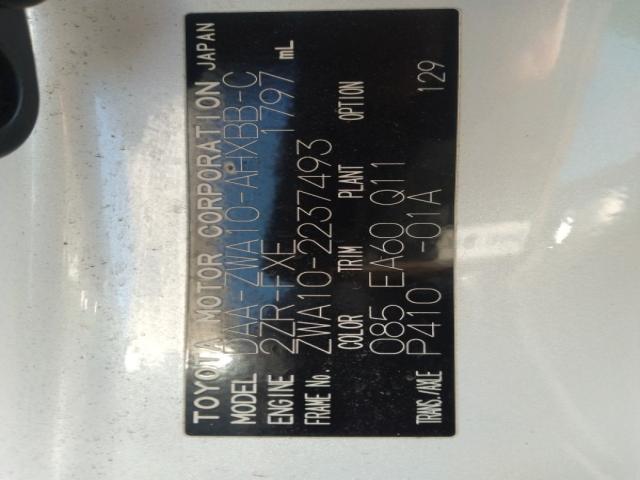 TOYOTA MOTOR CORPORATION JAPAN
MODEL DAA-ZWA10-AHXBB-C
ENGINE 2ZR-FXE 1797 mL
FRAME No. ZWA10-2237493
COLOR TRIM PLANT OPTION
085 EA60 Q11
TRANS./AXLE P410 -01A 129